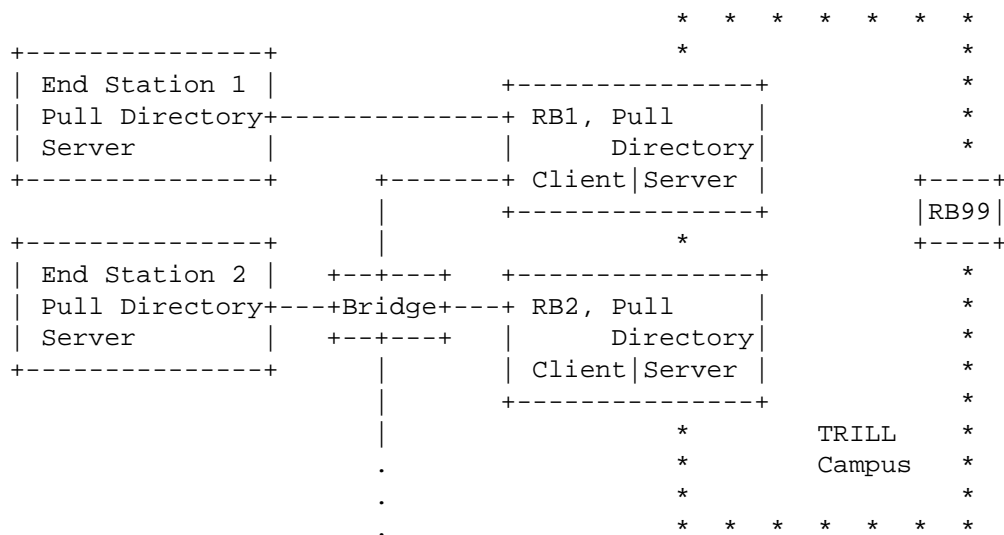 End Station 1
Pull Directory
Server
RB1, Pull
Directory
Client|Server
RB99
End Station 2
Pull Directory
Server
Bridge
RB2, Pull
Directory
Client|Server
TRILL
Campus